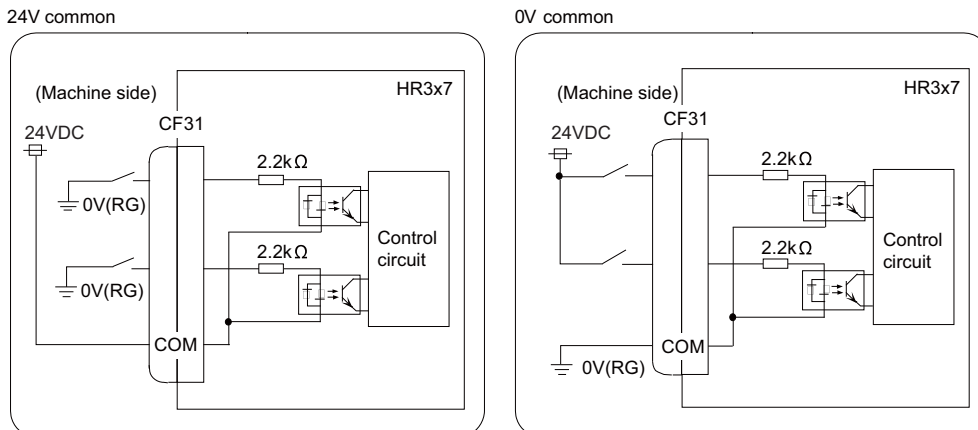 24V common
HR3x7
(Machine side)
CF31
24VDC
2.2kΩ
0V(RG)
Control
circuit
2.2kΩ
0V(RG)
COM
0V common
HR3x7
(Machine side)
CF31
24VDC
2.2kΩ
Control
circuit
2.2kΩ
COM
0V(RG)